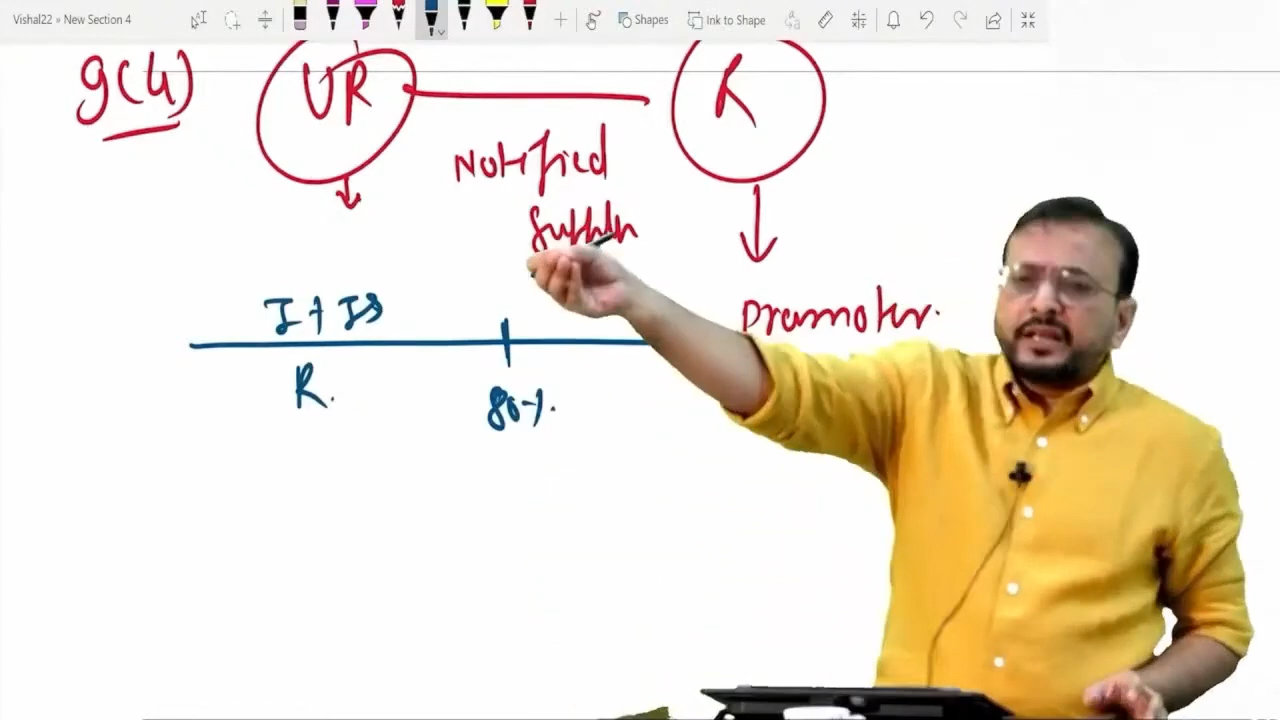 Vishal22 » New Section 4
Shapes
Ink to Shape
9(4)
UR
R
Notified
Promoter.
I + IS
R.
80%.